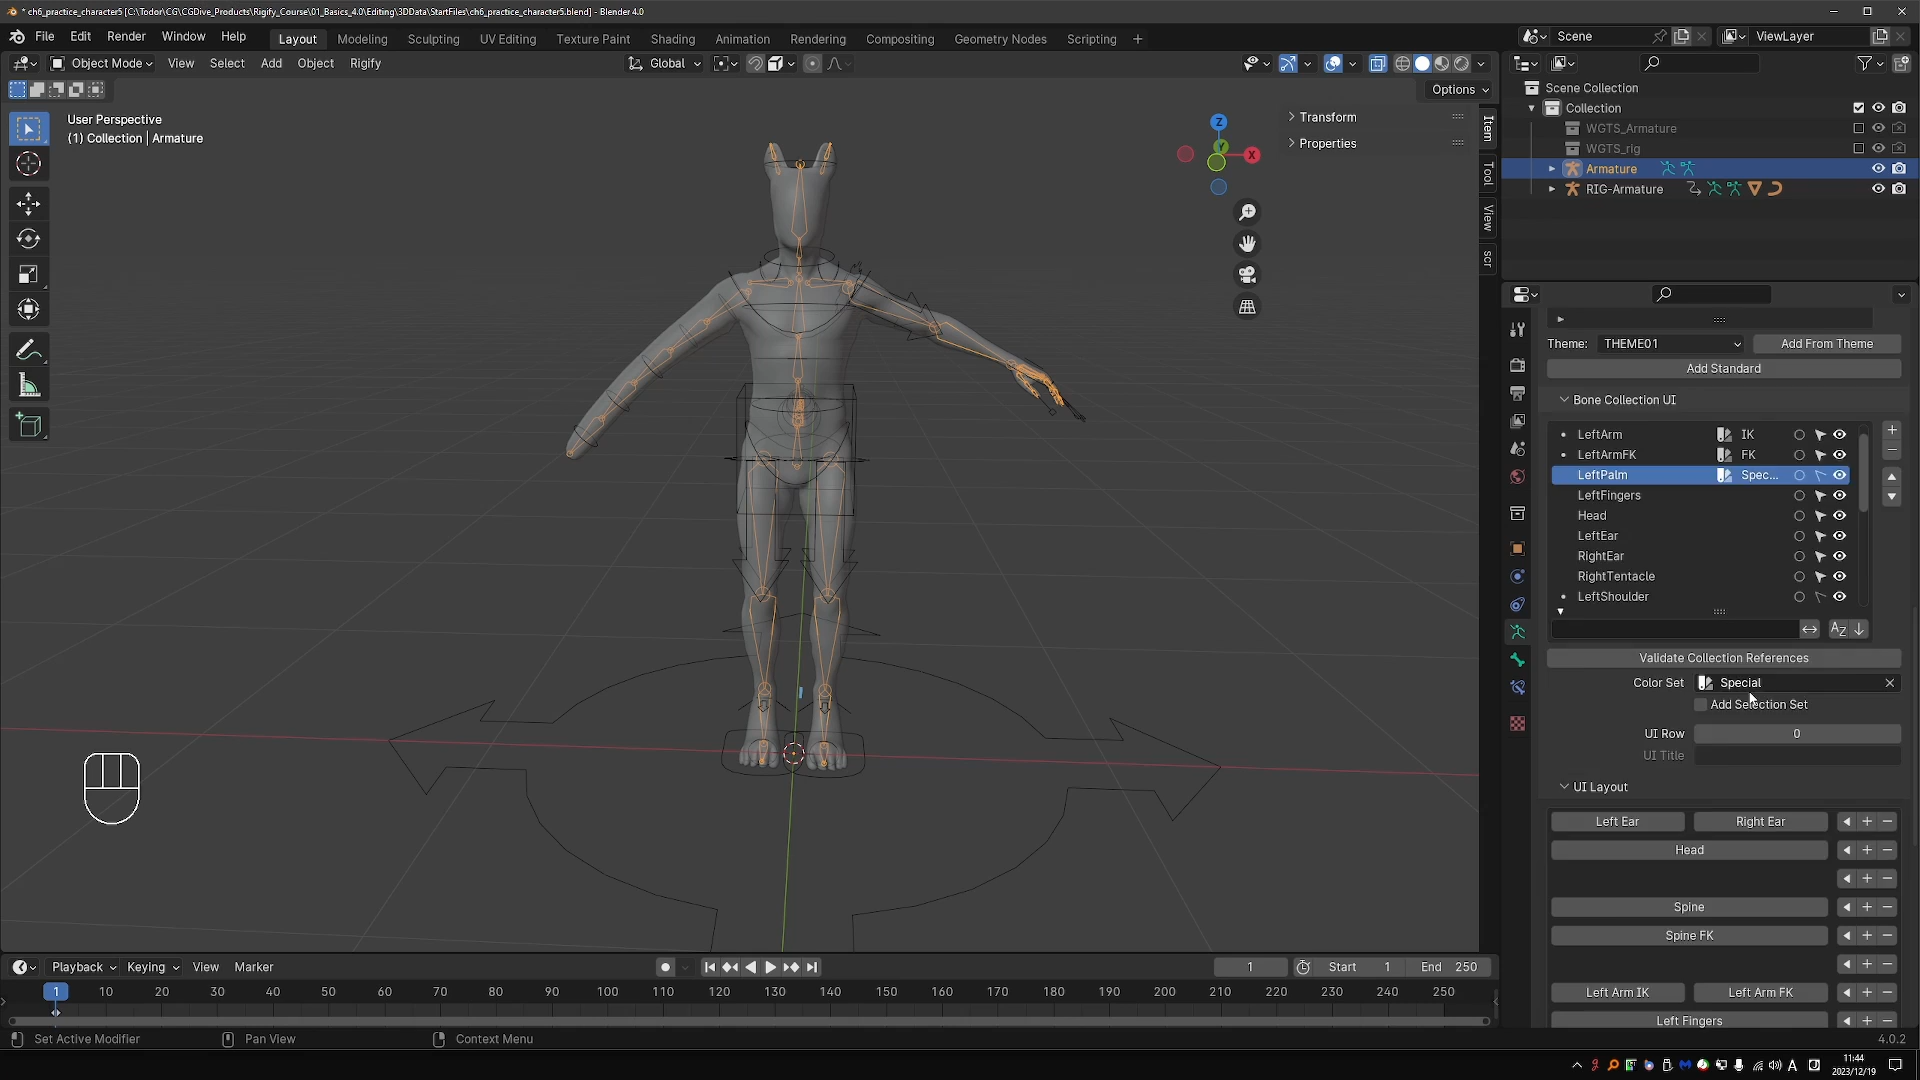 * ch6_practice_character5 [C:\Todor\CG\CGDive_Products\Rigify_Course\01_Basics_4.0\Editing\3DData\StartFiles\ch6_practice_character5.blend] - Blender 4.0
File Edit Render Window Help Layout Modeling Sculpting UV Editing Texture Paint Shading Animation Rendering Compositing Geometry Nodes Scripting + Scene ViewLayer
Object Mode View Select Add Object Rigify Global
Options
User Perspective
(1) Collection | Armature
Transform
Properties
Item
Tool
View
scr
Z
Y
X
Scene Collection
Collection
WGTS_Armature
WGTS_rig
Armature
RIG-Armature
Theme: THEME01 Add From Theme
Add Standard
Bone Collection UI
LeftArm IK
LeftArmFK FK
LeftPalm Spec...
LeftFingers
Head
LeftEar
RightEar
RightTentacle
LeftShoulder
Validate Collection References
Color Set Special
Add Selection Set
UI Row 0
UI Title
UI Layout
Left Ear Right Ear
Head
Spine
Spine FK
Left Arm IK Left Arm FK
Left Fingers
Playback Keying View Marker 1 Start 1 End 250
1 10 20 30 40 50 60 70 80 90 100 110 120 130 140 150 160 170 180 190 200 210 220 230 240 250
Set Active Modifier Pan View Context Menu 4.0.2
A 11:44
2023/12/19